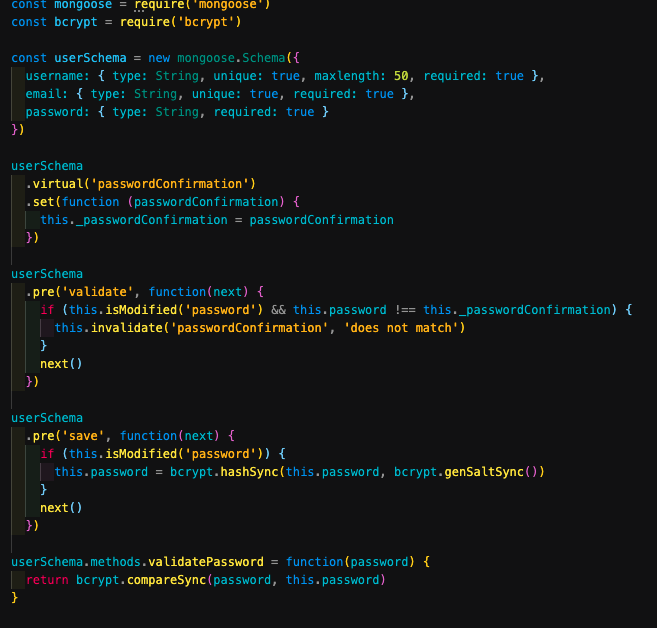 const mongoose = require('mongoose')
const bcrypt = require('bcrypt')
const userSchema = new mongoose.Schema({
username: { type: String, unique: true, maxlength: 50, required: true },
email: { type: String, unique: true, required: true },
password: { type: String, required: true }
})
userSchema
.virtual('passwordConfirmation')
.set(function (passwordConfirmation) {
this._passwordConfirmation = passwordConfirmation
})
userSchema
.pre('validate', function(next) {
if (this.isModified('password') && this.password !== this._passwordConfirmation) {
this.invalidate('passwordConfirmation', 'does not match')
}
next()
})
userSchema
.pre('save', function(next) {
if (this.isModified('password')) {
this.password = bcrypt.hashSync(this.password, bcrypt.genSaltSync())
}
next()
})
userSchema.methods.validatePassword = function(password) {
return bcrypt.compareSync(password, this.password)
}